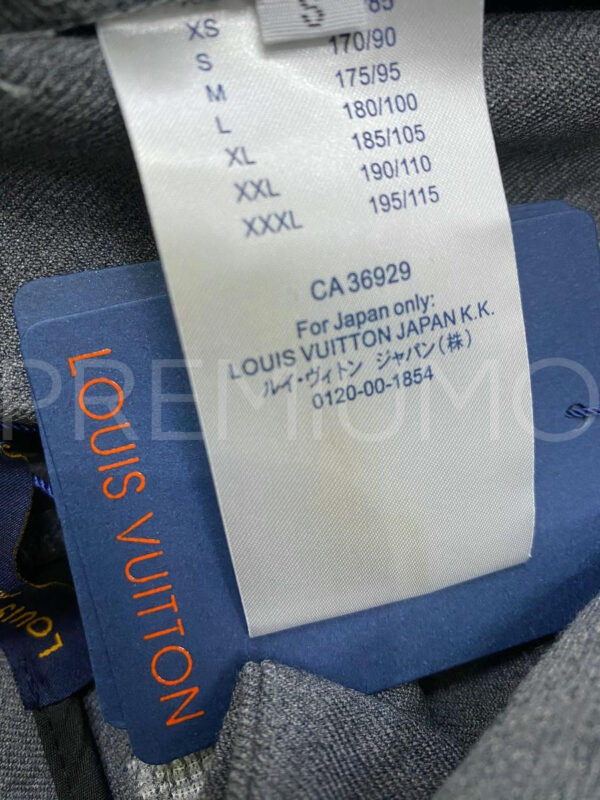 S
85
XS
170/90
S
175/95
M
180/100
L
185/105
XL
190/110
XXL
195/115
XXXL
CA 36929
For Japan only:
LOUIS VUITTON JAPAN K.K.
ルイ・ヴィトン ジャパン(株)
0120-00-1854
PREMIUMO
LOUIS VUITTON
LOUIS